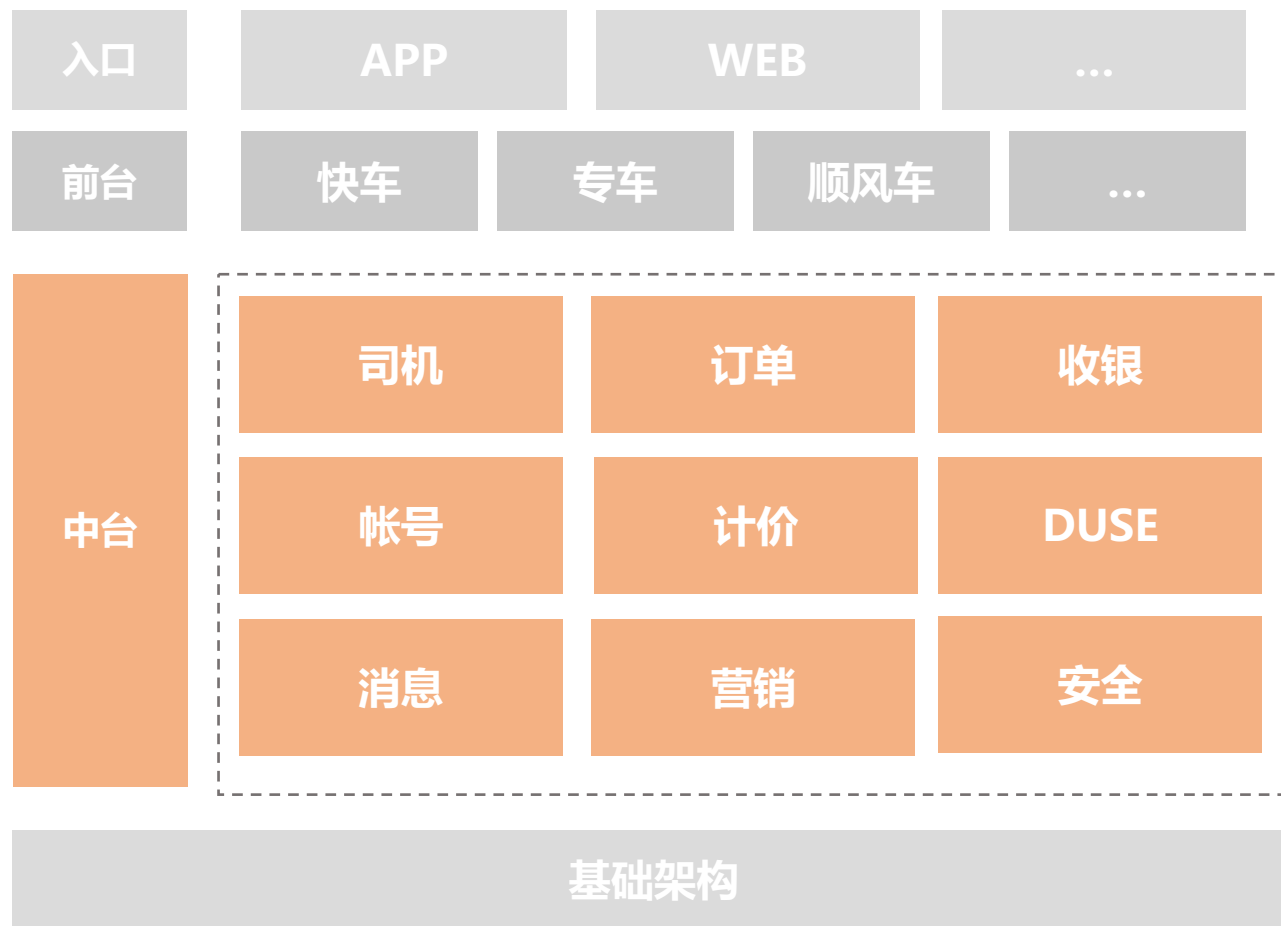 入口
APP
WEB
...
前台
快车
专车
顺风车
...
中台
司机
订单
收银
帐号
计价
DUSE
消息
营销
安全
基础架构